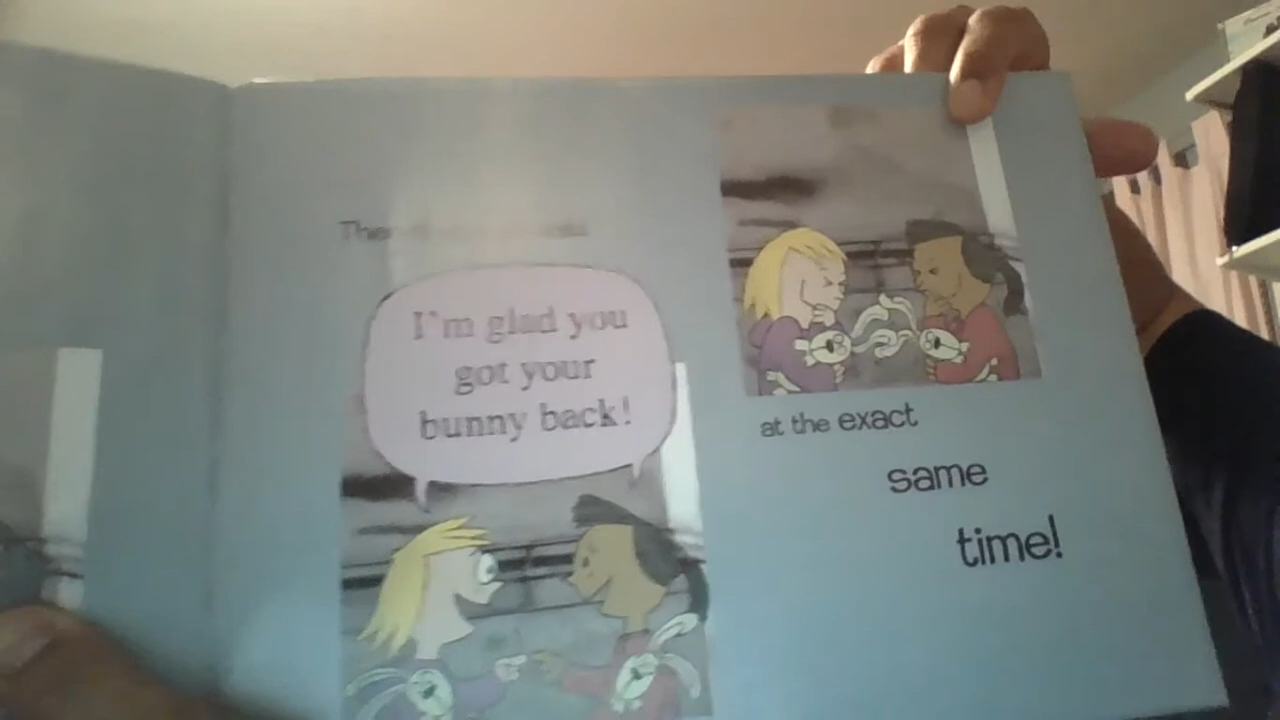 I'm glad you
got your
bunny back!
at the exact
same
time!